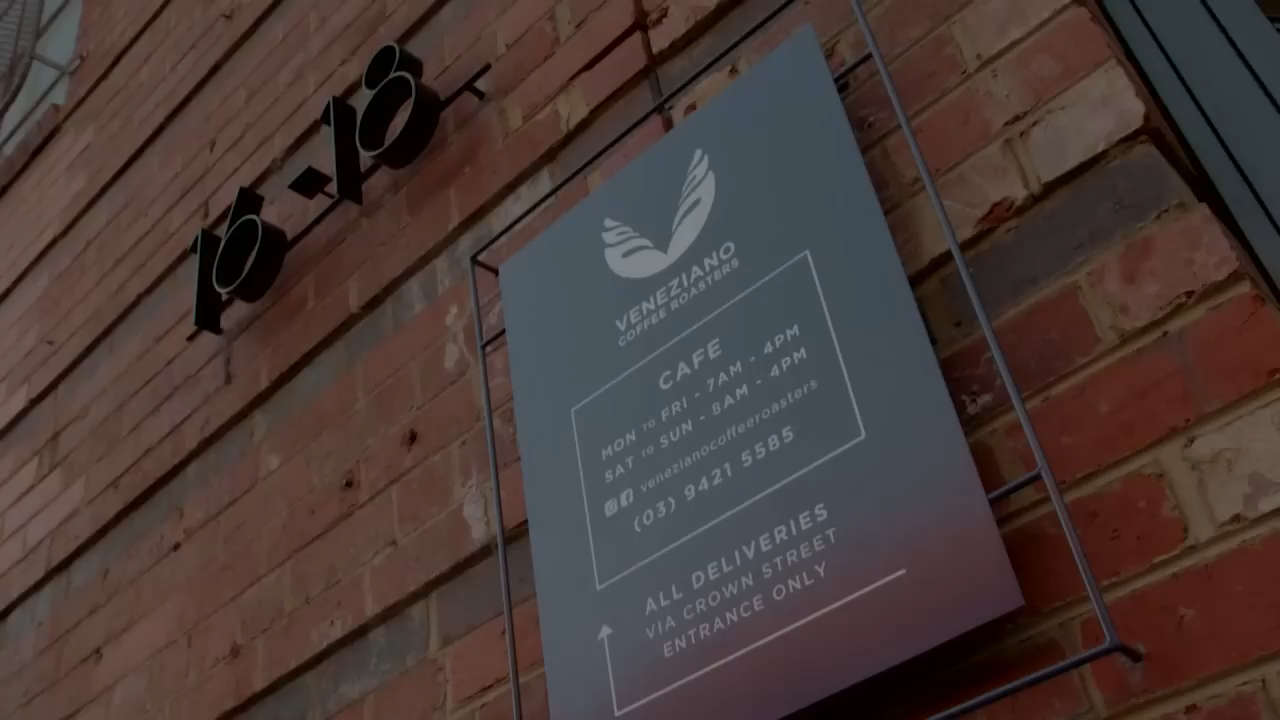 16-18
VENEZIANO
COFFEE ROASTERS
CAFE
MON TO FRI - 7AM - 4PM
SAT TO SUN - 8AM - 4PM
venezianocoffeeroasters
(03) 9421 5585
ALL DELIVERIES
VIA CROWN STREET
ENTRANCE ONLY